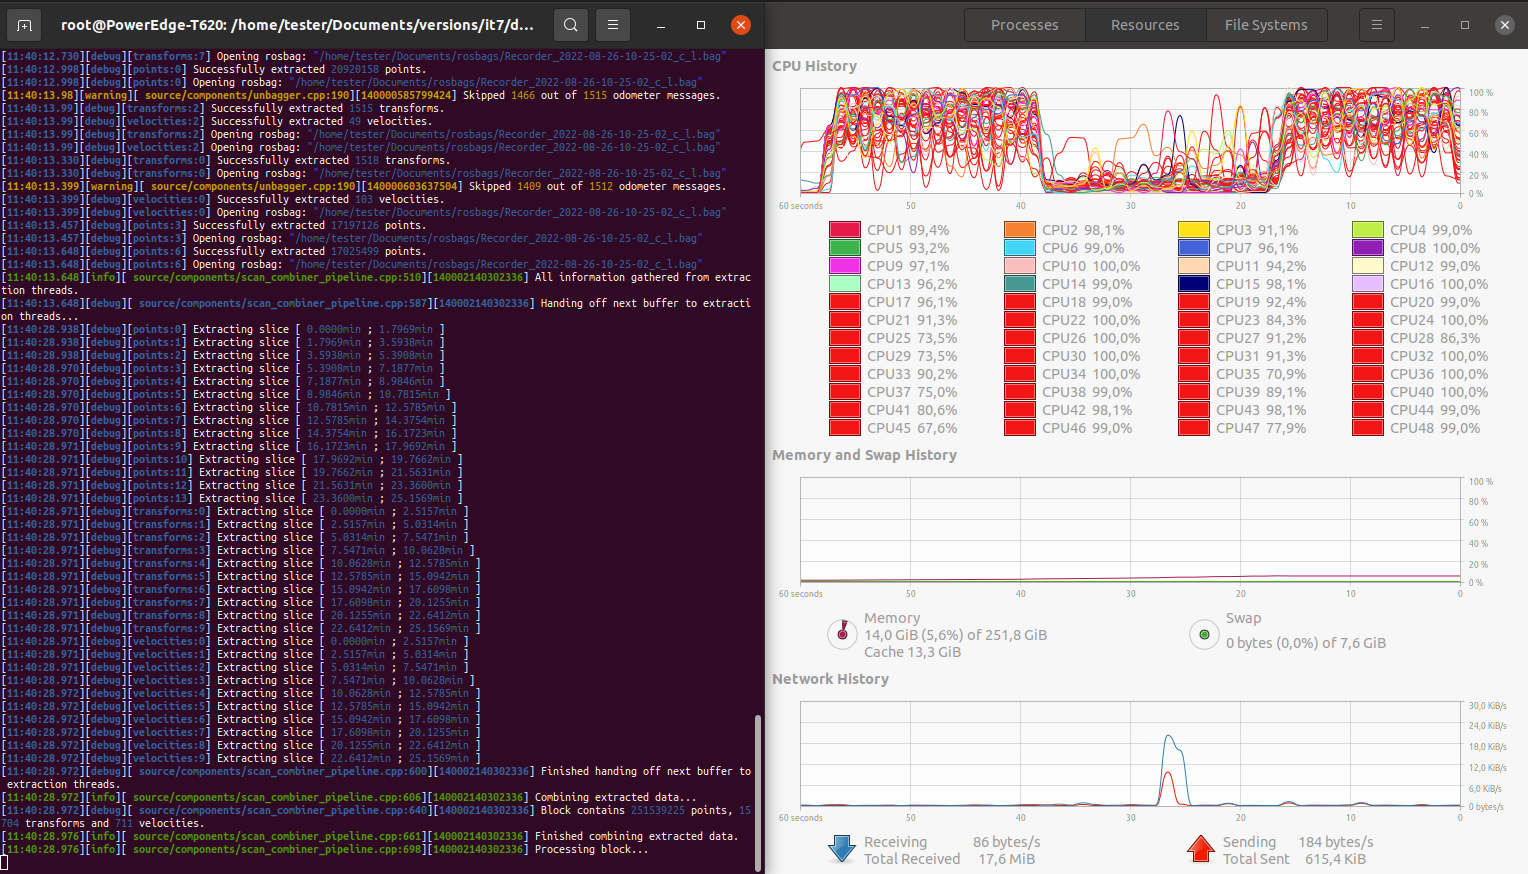 root@PowerEdge-T620: /home/tester/Documents/versions/it7/d...
[11:40:12.730][debug][transforms:7] Opening rosbag: "/home/tester/Documents/rosbags/Recorder_2022-08-26-10-25-02_c_l.bag"
[11:40:12.998][debug][points:0] Successfully extracted 20920158 points.
[11:40:12.998][debug][points:0] Opening rosbag: "/home/tester/Documents/rosbags/Recorder_2022-08-26-10-25-02_c_l.bag"
[11:40:13.98][warning][ source/components/unbagger.cpp:190][140000585799424] Skipped 1466 out of 1515 odometer messages.
[11:40:13.99][debug][transforms:2] Successfully extracted 1515 transforms.
[11:40:13.99][debug][velocities:2] Successfully extracted 49 velocities.
[11:40:13.99][debug][transforms:2] Opening rosbag: "/home/tester/Documents/rosbags/Recorder_2022-08-26-10-25-02_c_l.bag"
[11:40:13.99][debug][velocities:2] Opening rosbag: "/home/tester/Documents/rosbags/Recorder_2022-08-26-10-25-02_c_l.bag"
[11:40:13.330][debug][transforms:0] Successfully extracted 1518 transforms.
[11:40:13.330][debug][transforms:0] Opening rosbag: "/home/tester/Documents/rosbags/Recorder_2022-08-26-10-25-02_c_l.bag"
[11:40:13.399][warning][ source/components/unbagger.cpp:190][140000603637504] Skipped 1409 out of 1512 odometer messages.
[11:40:13.399][debug][velocities:0] Successfully extracted 103 velocities.
[11:40:13.399][debug][velocities:0] Opening rosbag: "/home/tester/Documents/rosbags/Recorder_2022-08-26-10-25-02_c_l.bag"
[11:40:13.457][debug][points:3] Successfully extracted 17197126 points.
[11:40:13.457][debug][points:3] Opening rosbag: "/home/tester/Documents/rosbags/Recorder_2022-08-26-10-25-02_c_l.bag"
[11:40:13.648][debug][points:6] Successfully extracted 17025499 points.
[11:40:13.648][debug][points:6] Opening rosbag: "/home/tester/Documents/rosbags/Recorder_2022-08-26-10-25-02_c_l.bag"
[11:40:13.648][info][ source/components/scan_combiner_pipeline.cpp:510][140002140302336] All information gathered from extrac
tion threads.
[11:40:13.648][debug][ source/components/scan_combiner_pipeline.cpp:587][140002140302336] Handing off next buffer to extracti
on threads...
[11:40:28.938][debug][points:0] Extracting slice [ 0.0000min ; 1.7969min ]
[11:40:28.938][debug][points:1] Extracting slice [ 1.7969min ; 3.5938min ]
[11:40:28.938][debug][points:2] Extracting slice [ 3.5938min ; 5.3908min ]
[11:40:28.970][debug][points:3] Extracting slice [ 5.3908min ; 7.1877min ]
[11:40:28.970][debug][points:4] Extracting slice [ 7.1877min ; 8.9846min ]
[11:40:28.970][debug][points:5] Extracting slice [ 8.9846min ; 10.7815min ]
[11:40:28.970][debug][points:6] Extracting slice [ 10.7815min ; 12.5785min ]
[11:40:28.970][debug][points:7] Extracting slice [ 12.5785min ; 14.3754min ]
[11:40:28.970][debug][points:8] Extracting slice [ 14.3754min ; 16.1723min ]
[11:40:28.971][debug][points:9] Extracting slice [ 16.1723min ; 17.9692min ]
[11:40:28.971][debug][points:10] Extracting slice [ 17.9692min ; 19.7662min ]
[11:40:28.971][debug][points:11] Extracting slice [ 19.7662min ; 21.5631min ]
[11:40:28.971][debug][points:12] Extracting slice [ 21.5631min ; 23.3600min ]
[11:40:28.971][debug][points:13] Extracting slice [ 23.3600min ; 25.1569min ]
[11:40:28.971][debug][transforms:0] Extracting slice [ 0.0000min ; 2.5157min ]
[11:40:28.971][debug][transforms:1] Extracting slice [ 2.5157min ; 5.0314min ]
[11:40:28.971][debug][transforms:2] Extracting slice [ 5.0314min ; 7.5471min ]
[11:40:28.971][debug][transforms:3] Extracting slice [ 7.5471min ; 10.0628min ]
[11:40:28.971][debug][transforms:4] Extracting slice [ 10.0628min ; 12.5785min ]
[11:40:28.971][debug][transforms:5] Extracting slice [ 12.5785min ; 15.0942min ]
[11:40:28.971][debug][transforms:6] Extracting slice [ 15.0942min ; 17.6098min ]
[11:40:28.971][debug][transforms:7] Extracting slice [ 17.6098min ; 20.1255min ]
[11:40:28.971][debug][transforms:8] Extracting slice [ 20.1255min ; 22.6412min ]
[11:40:28.971][debug][transforms:9] Extracting slice [ 22.6412min ; 25.1569min ]
[11:40:28.971][debug][velocities:0] Extracting slice [ 0.0000min ; 2.5157min ]
[11:40:28.971][debug][velocities:1] Extracting slice [ 2.5157min ; 5.0314min ]
[11:40:28.972][debug][velocities:2] Extracting slice [ 5.0314min ; 7.5471min ]
[11:40:28.972][debug][velocities:3] Extracting slice [ 7.5471min ; 10.0628min ]
[11:40:28.972][debug][velocities:4] Extracting slice [ 10.0628min ; 12.5785min ]
[11:40:28.972][debug][velocities:5] Extracting slice [ 12.5785min ; 15.0942min ]
[11:40:28.972][debug][velocities:6] Extracting slice [ 15.0942min ; 17.6098min ]
[11:40:28.972][debug][velocities:7] Extracting slice [ 17.6098min ; 20.1255min ]
[11:40:28.972][debug][velocities:8] Extracting slice [ 20.1255min ; 22.6412min ]
[11:40:28.972][debug][velocities:9] Extracting slice [ 22.6412min ; 25.1569min ]
[11:40:28.972][debug][ source/components/scan_combiner_pipeline.cpp:600][140002140302336] Finished handing off next buffer to
 extraction threads.
[11:40:28.972][info][ source/components/scan_combiner_pipeline.cpp:606][140002140302336] Combining extracted data...
[11:40:28.972][debug][ source/components/scan_combiner_pipeline.cpp:640][140002140302336] Block contains 251539225 points, 15
704 transforms and 711 velocities.
[11:40:28.976][info][ source/components/scan_combiner_pipeline.cpp:661][140002140302336] Finished combining extracted data.
[11:40:28.976][info][ source/components/scan_combiner_pipeline.cpp:698][140002140302336] Processing block...
Processes Resources File Systems
CPU History
100 %
80 %
60 %
40 %
20 %
0 %
60 seconds 50 40 30 20 10 0
CPU1 89,4% CPU2 98,1% CPU3 91,1% CPU4 99,0%
CPU5 93,2% CPU6 99,0% CPU7 96,1% CPU8 100,0%
CPU9 97,1% CPU10 100,0% CPU11 94,2% CPU12 99,0%
CPU13 96,2% CPU14 99,0% CPU15 98,1% CPU16 100,0%
CPU17 96,1% CPU18 99,0% CPU19 92,4% CPU20 99,0%
CPU21 91,3% CPU22 100,0% CPU23 84,3% CPU24 100,0%
CPU25 73,5% CPU26 100,0% CPU27 91,2% CPU28 86,3%
CPU29 73,5% CPU30 100,0% CPU31 91,3% CPU32 100,0%
CPU33 90,2% CPU34 100,0% CPU35 70,9% CPU36 100,0%
CPU37 75,0% CPU38 99,0% CPU39 89,1% CPU40 100,0%
CPU41 80,6% CPU42 98,1% CPU43 98,1% CPU44 99,0%
CPU45 67,6% CPU46 99,0% CPU47 77,9% CPU48 99,0%
Memory and Swap History
100 %
80 %
60 %
40 %
20 %
0 %
60 seconds 50 40 30 20 10 0
Memory
14,0 GiB (5,6%) of 251,8 GiB
Cache 13,3 GiB
Swap
0 bytes (0,0%) of 7,6 GiB
Network History
30,0 KiB/s
24,0 KiB/s
18,0 KiB/s
12,0 KiB/s
6,0 KiB/s
0 bytes/s
60 seconds 50 40 30 20 10 0
Receiving 86 bytes/s
Total Received 17,6 MiB
Sending 184 bytes/s
Total Sent 615,4 KiB